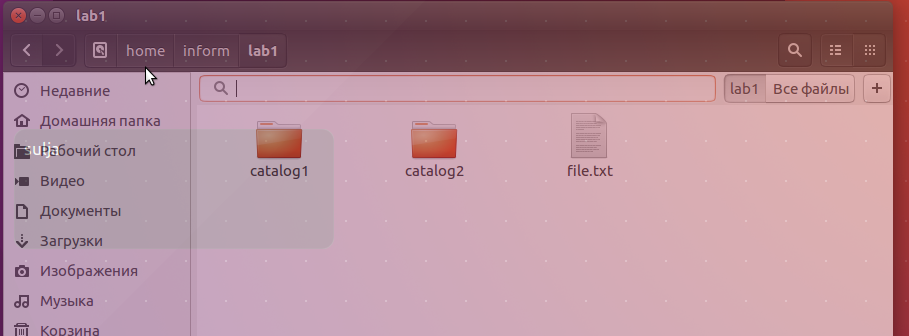 lab1
home inform lab1
lab1 Все файлы +
Недавние
Домашняя папка
Рабочий стол
Видео
Документы
Загрузки
Изображения
Музыка
Корзина
catalog1 catalog2 file.txt